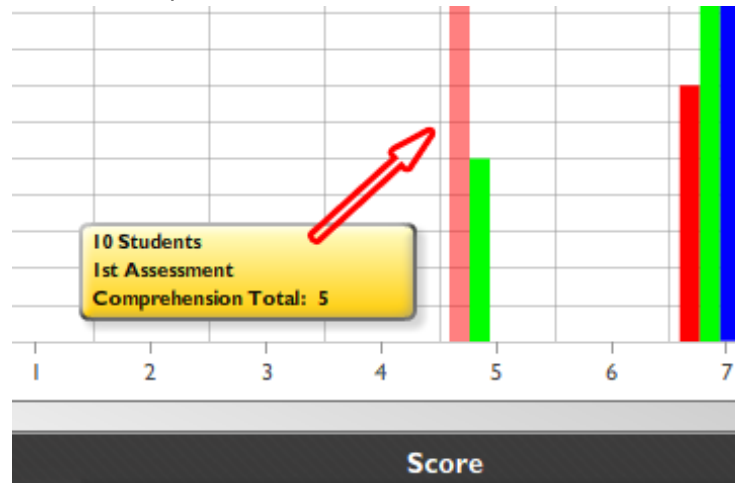 10 Students
1st Assessment
Comprehension Total: 5
1 2 3 4 5 6 7
Score